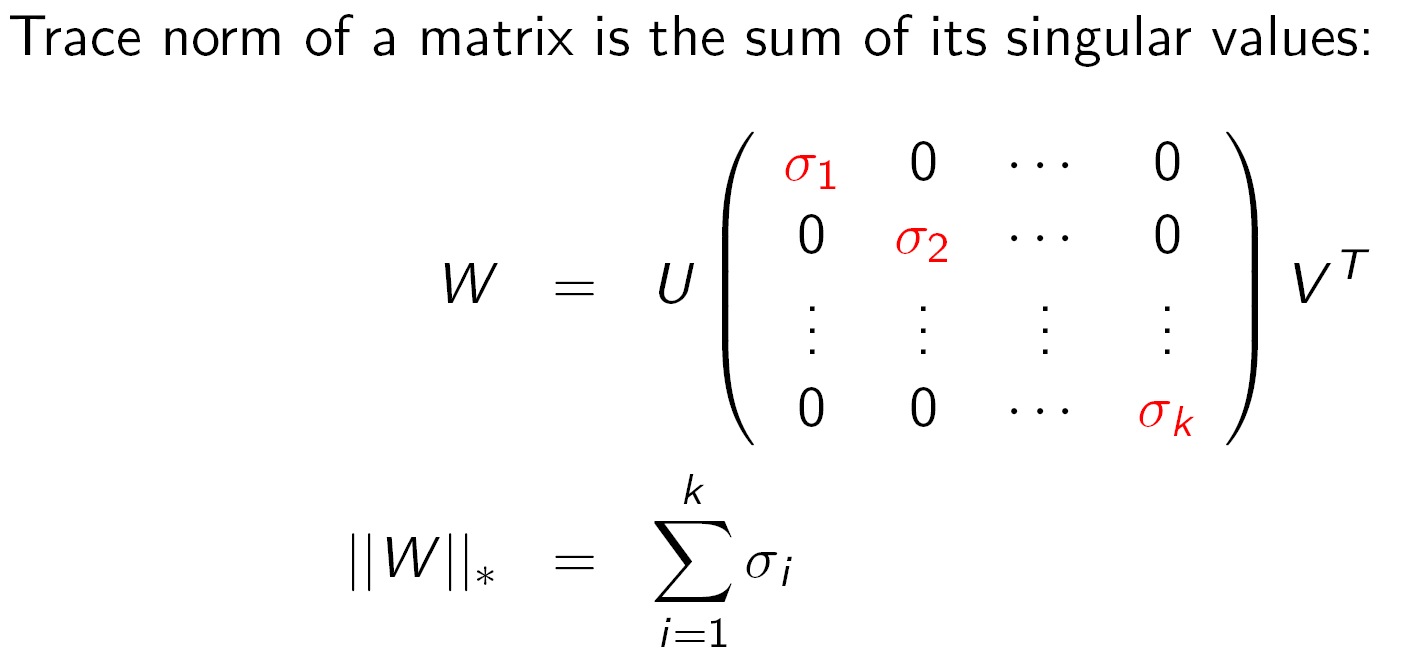 Trace norm of a matrix is the sum of its singular values:
σ₁ 0 ⋯ 0
0 σ₂ ⋯ 0
W = U ⋮ ⋮ ⋮ ⋮ Vᵀ
0 0 ⋯ σₖ
k
||W||∗ = ∑ σᵢ
i=1